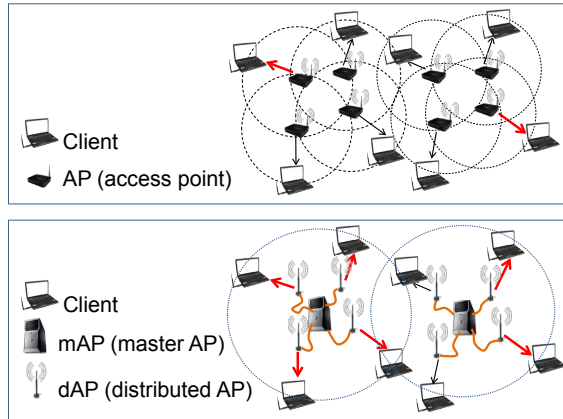 Client
AP (access point)
Client
mAP (master AP)
dAP (distributed AP)